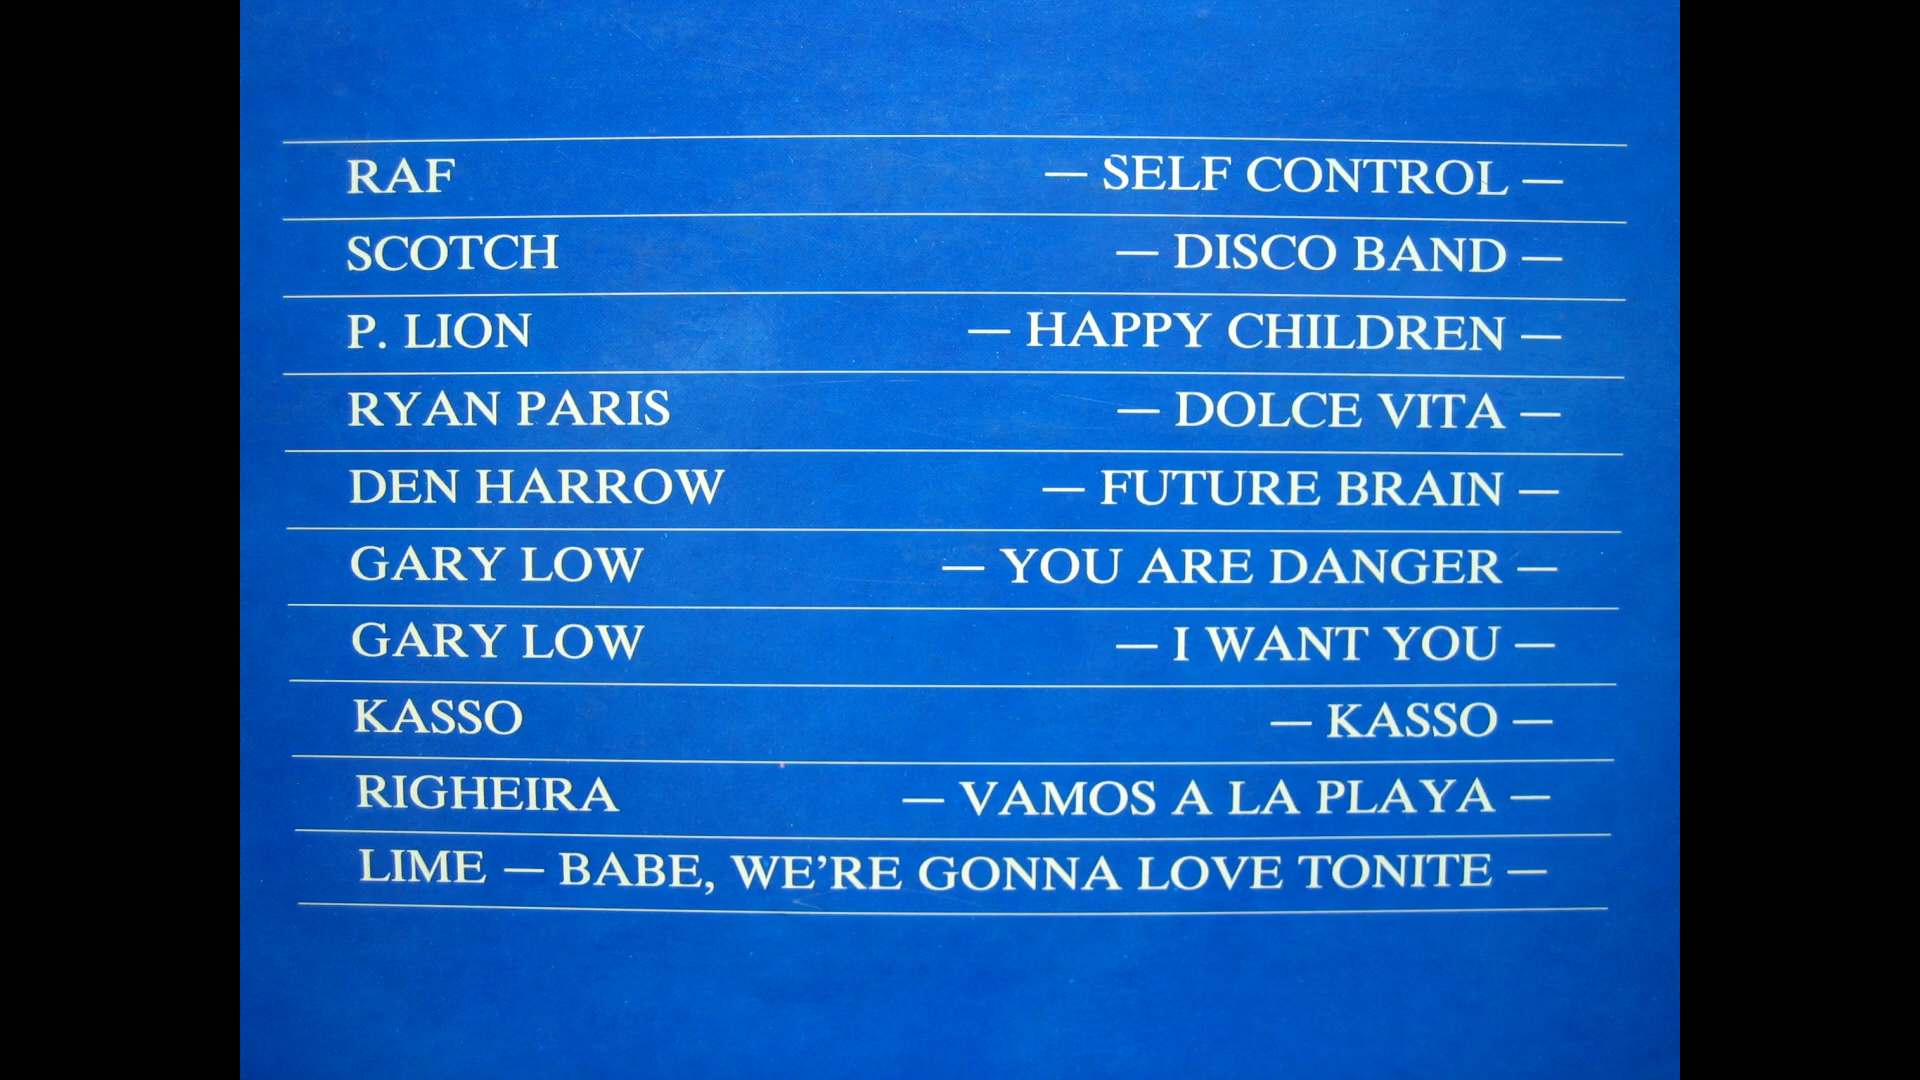 RAF — SELF CONTROL —
SCOTCH — DISCO BAND —
P. LION — HAPPY CHILDREN —
RYAN PARIS — DOLCE VITA —
DEN HARROW — FUTURE BRAIN —
GARY LOW — YOU ARE DANGER —
GARY LOW — I WANT YOU —
KASSO — KASSO —
RIGHEIRA — VAMOS A LA PLAYA —
LIME — BABE, WE’RE GONNA LOVE TONITE —